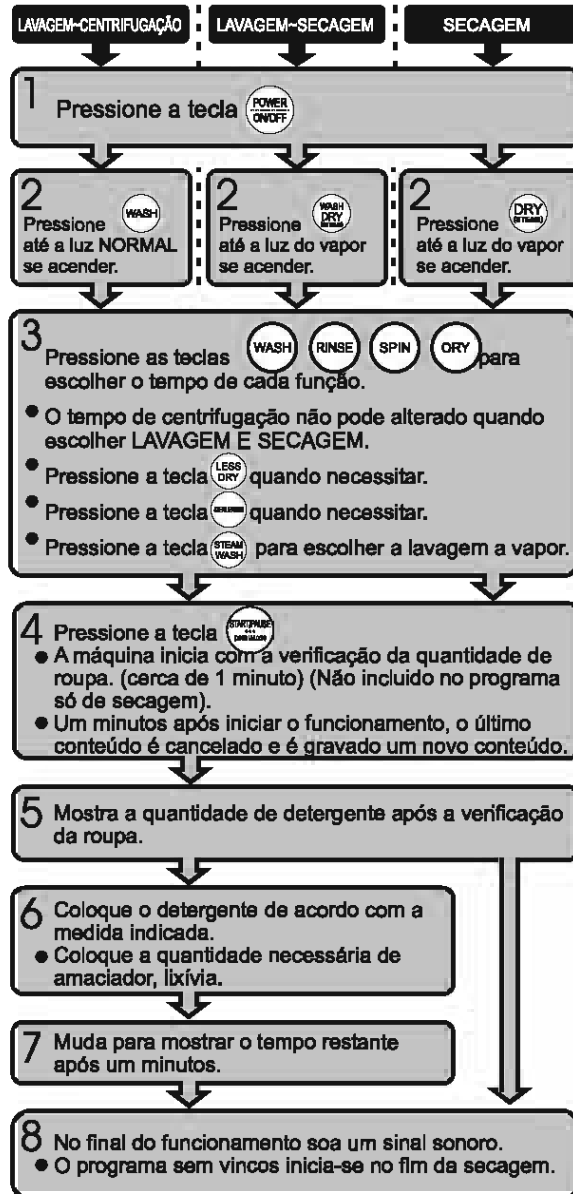 LAVAGEM~CENTRIFUGAÇÃO
LAVAGEM~SECAGEM
SECAGEM
1 Pressione a tecla POWER ON/OFF
2
Pressione WASH
até a luz NORMAL
se acender.
2
Pressione WASH DRY
até a luz do vapor
se acender.
2
Pressione DRY
até a luz do vapor
se acender.
3
Pressione as teclas WASH RINSE SPIN DRY para
escolher o tempo de cada função.
• O tempo de centrifugação não pode alterado quando
escolher LAVAGEM E SECAGEM.
• Pressione a tecla LESS DRY quando necessitar.
• Pressione a tecla quando necessitar.
• Pressione a tecla STEAM WASH para escolher a lavagem a vapor.
4 Pressione a tecla START/PAUSE
• A máquina inicia com a verificação da quantidade de
roupa. (cerca de 1 minuto) (Não incluido no programa
só de secagem).
• Um minutos após iniciar o funcionamento, o último
conteúdo é cancelado e é gravado um novo conteúdo.
5 Mostra a quantidade de detergente após a verificação
da roupa.
6 Coloque o detergente de acordo com a
medida indicada.
• Coloque a quantidade necessária de
amaciador, lixívia.
7 Muda para mostrar o tempo restante
após um minutos.
8 No final do funcionamento soa um sinal sonoro.
• O programa sem vincos inicia-se no fim da secagem.